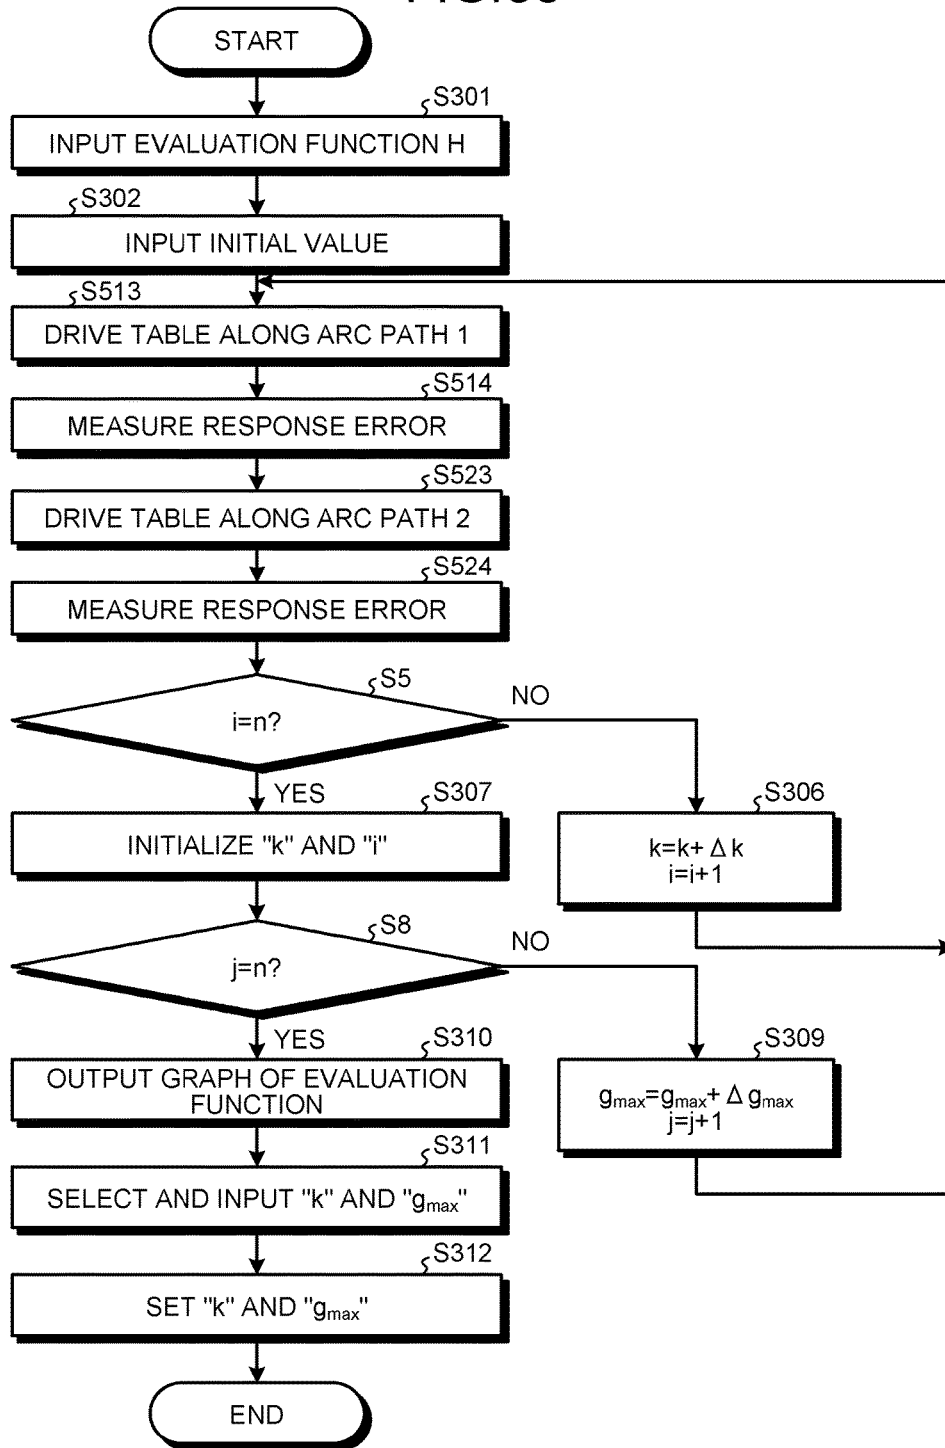 START
S301
INPUT EVALUATION FUNCTION H
S302
INPUT INITIAL VALUE
S513
DRIVE TABLE ALONG ARC PATH 1
S514
MEASURE RESPONSE ERROR
S523
DRIVE TABLE ALONG ARC PATH 2
S524
MEASURE RESPONSE ERROR
S5
i=n?
NO
YES
S307
INITIALIZE "k" AND "i"
S306
k=k+ Δ k
i=i+1
S8
j=n?
NO
YES
S310
OUTPUT GRAPH OF EVALUATION
FUNCTION
S309
gmax=gmax+ Δ gmax
j=j+1
S311
SELECT AND INPUT "k" AND "gmax"
S312
SET "k" AND "gmax"
END